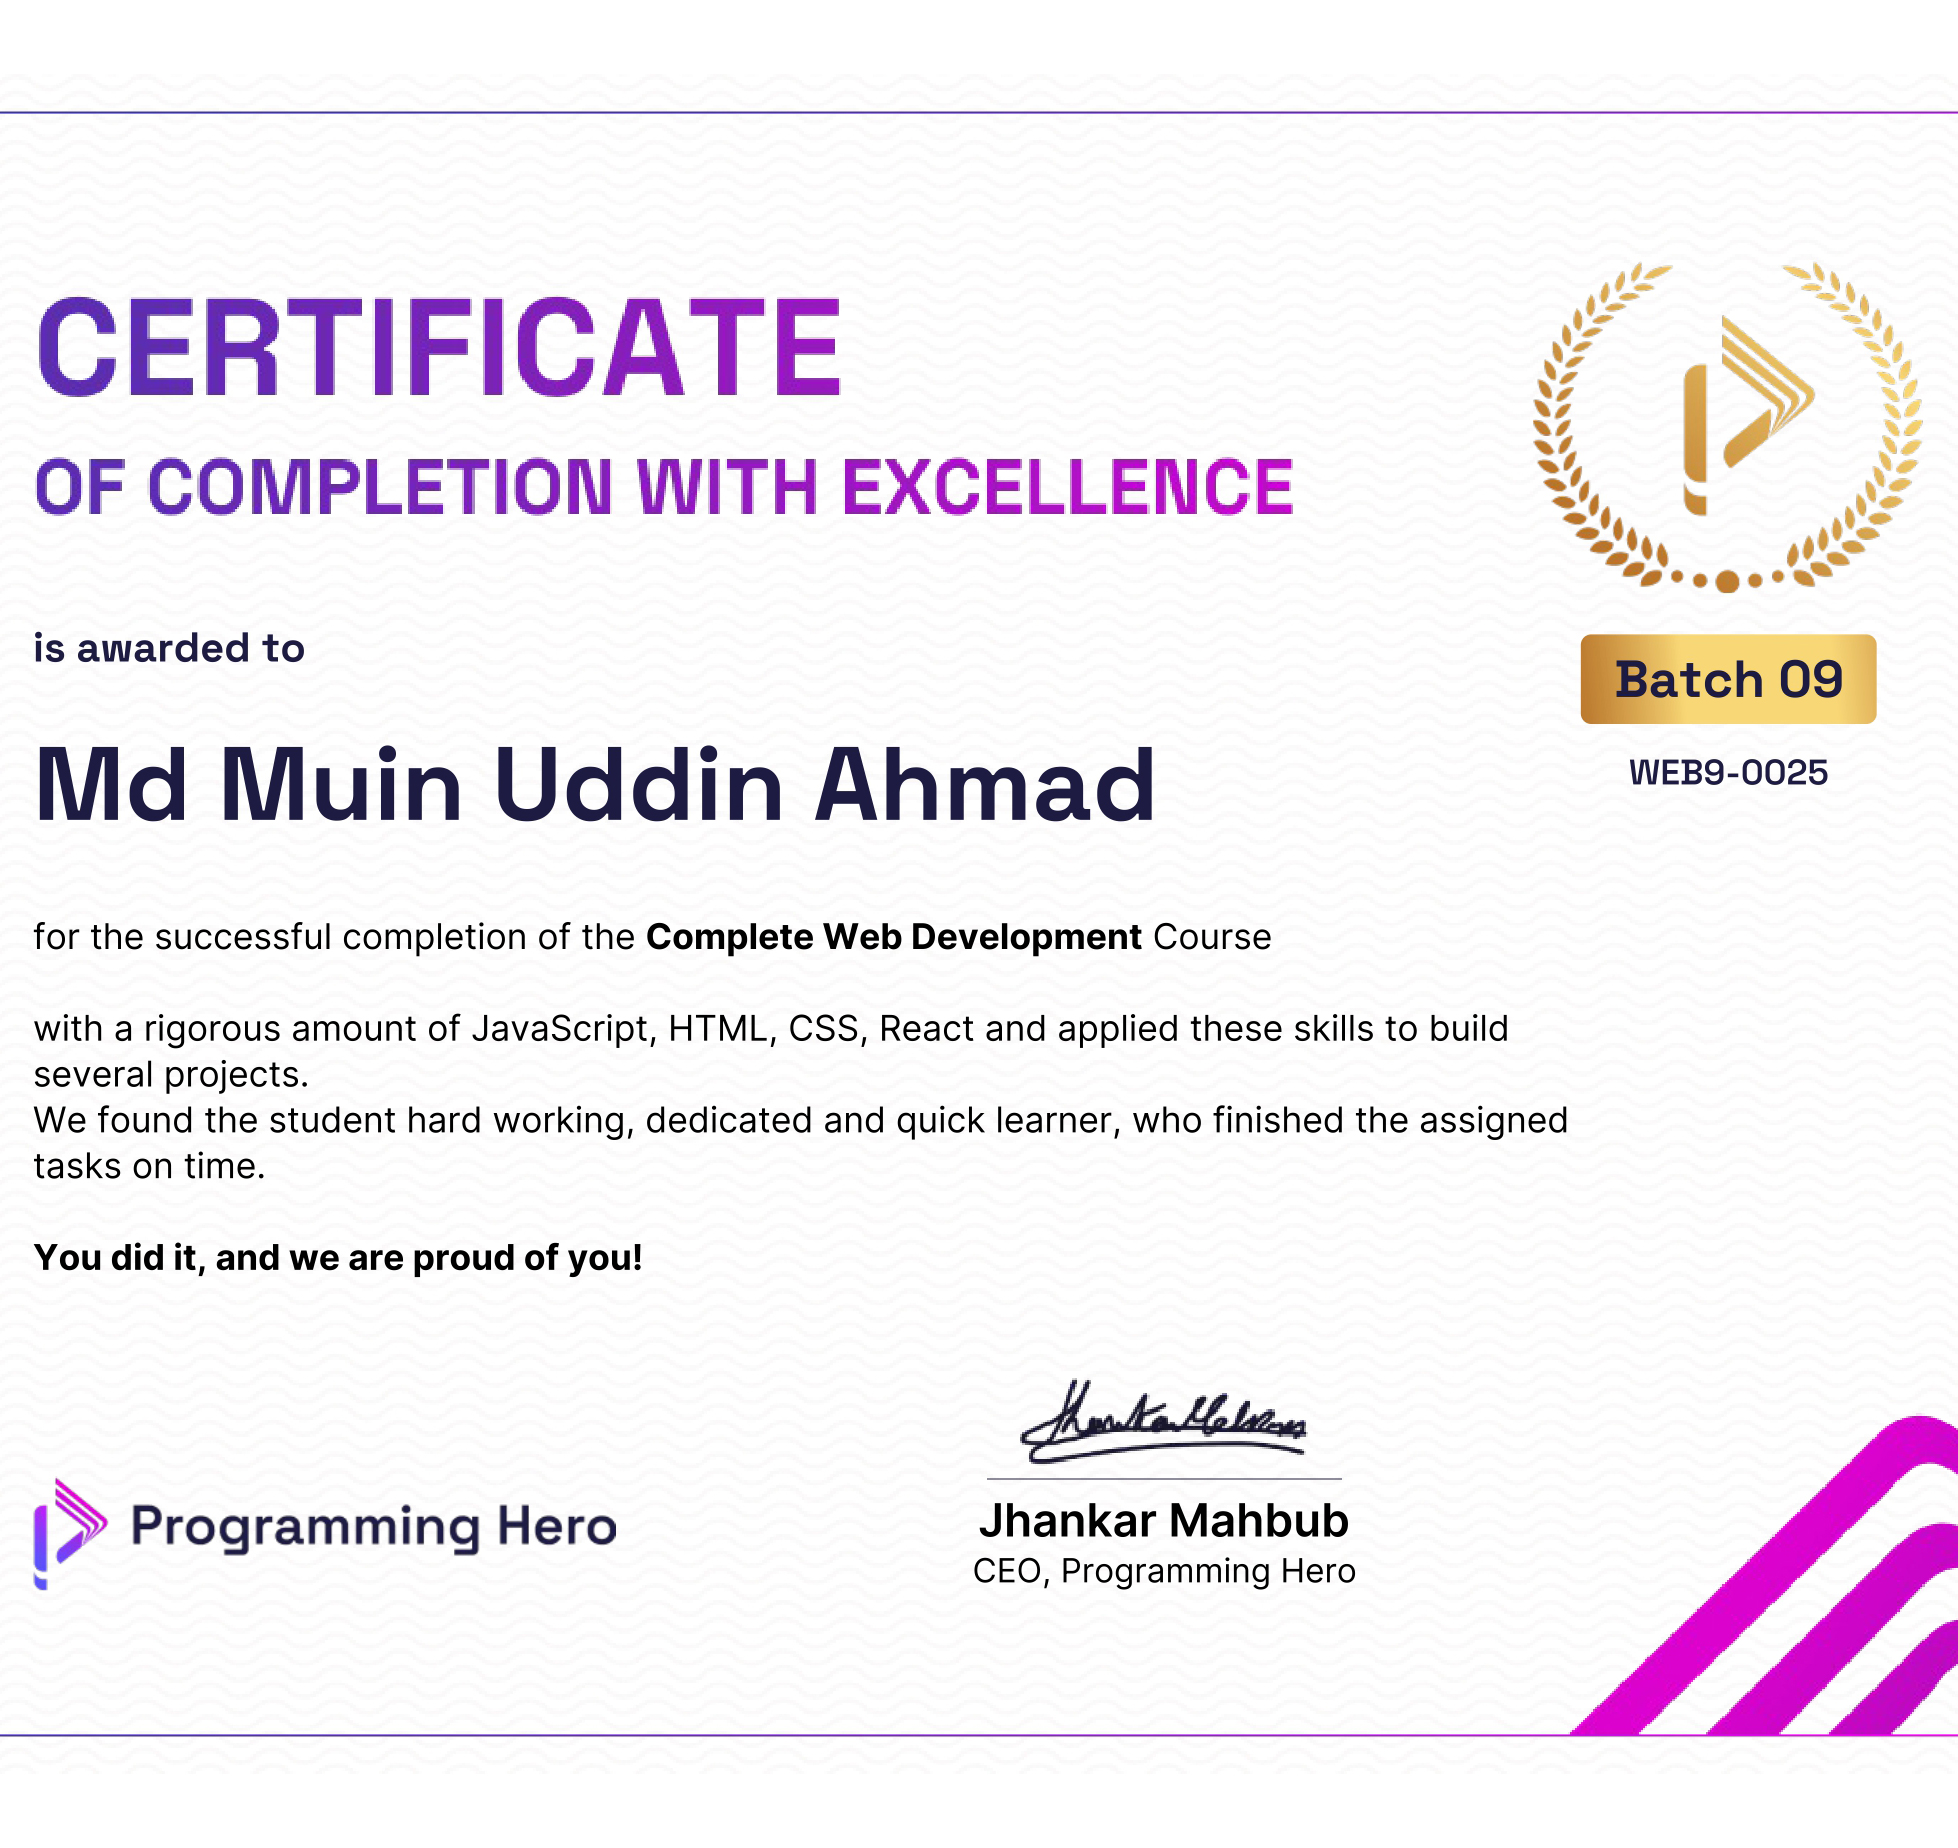 CERTIFICATE
OF COMPLETION WITH EXCELLENCE
is awarded to
Md Muin Uddin Ahmad
Batch 09
WEB9-0025
for the successful completion of the Complete Web Development Course
with a rigorous amount of JavaScript, HTML, CSS, React and applied these skills to build
several projects.
We found the student hard working, dedicated and quick learner, who finished the assigned
tasks on time.
You did it, and we are proud of you!
Jhankar Mahbub
CEO, Programming Hero
Programming Hero